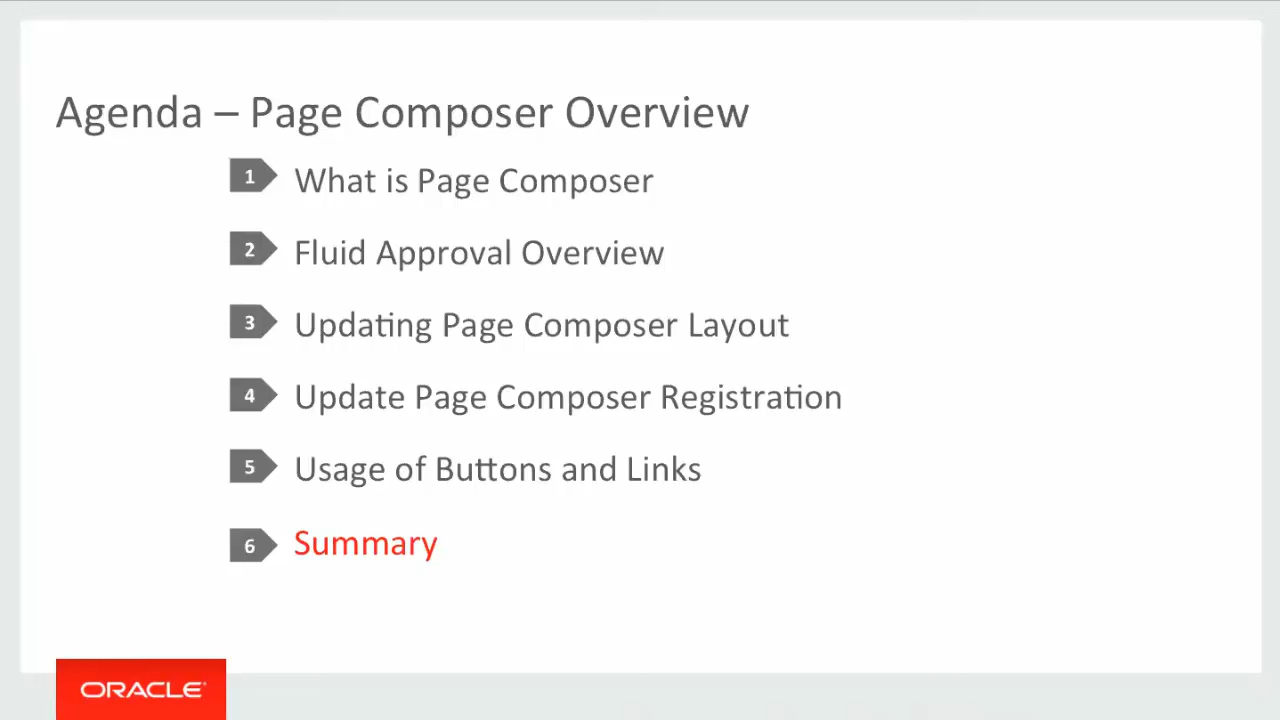 Agenda – Page Composer Overview
1 What is Page Composer
2 Fluid Approval Overview
3 Updating Page Composer Layout
4 Update Page Composer Registration
5 Usage of Buttons and Links
6 Summary
ORACLE